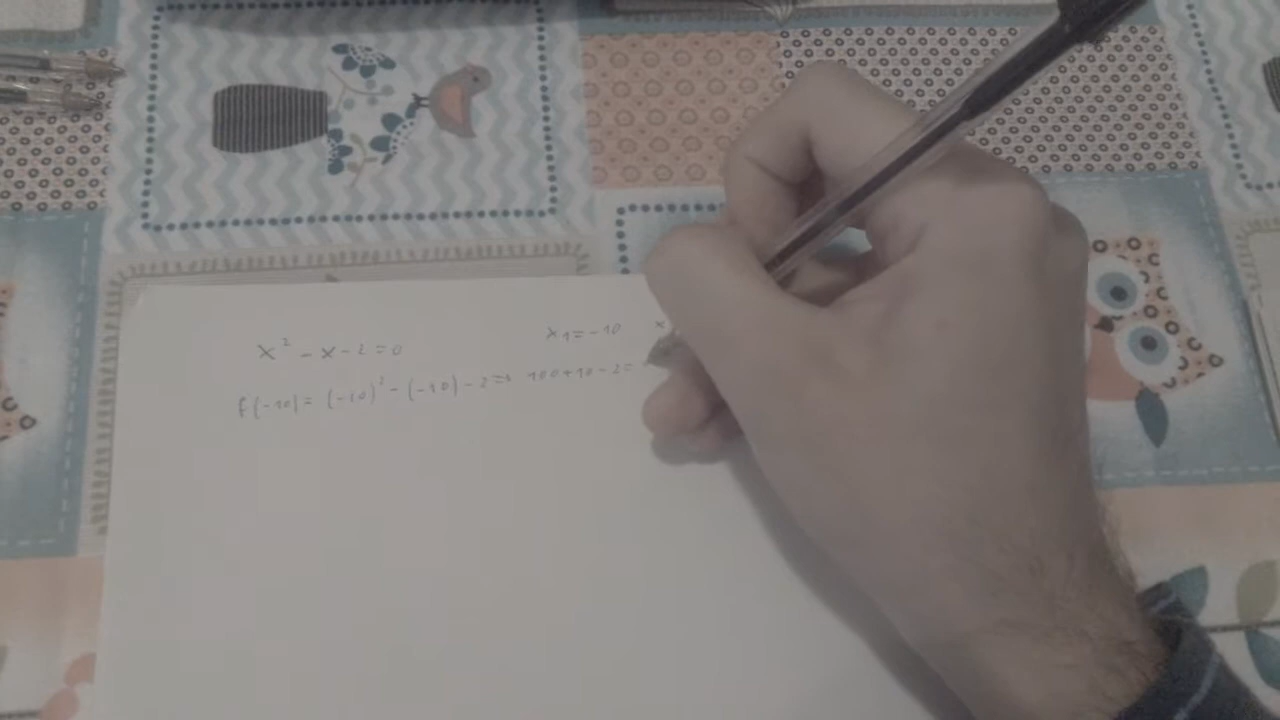 x² - x - 2 = 0 x₁ = -10 x
f(-10) = (-10)² - (-10) - 2 => 100 + 10 - 2 =